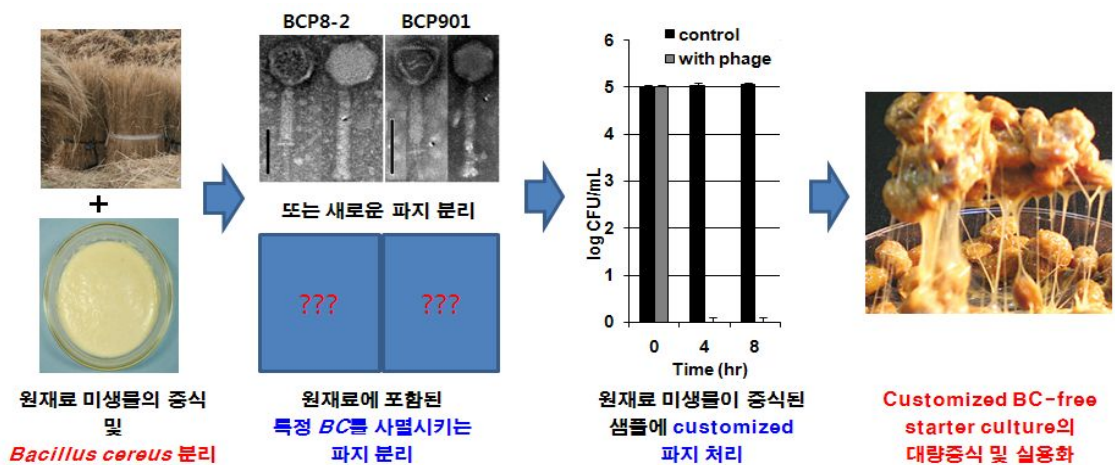 BCP8-2 BCP901
또는 새로운 파지 분리
??? ???
6
5
4
3
2
1
0
log CFU/mL
control
with phage
0 4 8
Time (hr)
+
원재료 미생물의 증식
및
Bacillus cereus 분리
원재료에 포함된
특정 BC를 사멸시키는
파지 분리
원재료 미생물이 증식된
샘플에 customized
파지 처리
Customized BC-free
starter culture의
대량증식 및 실용화